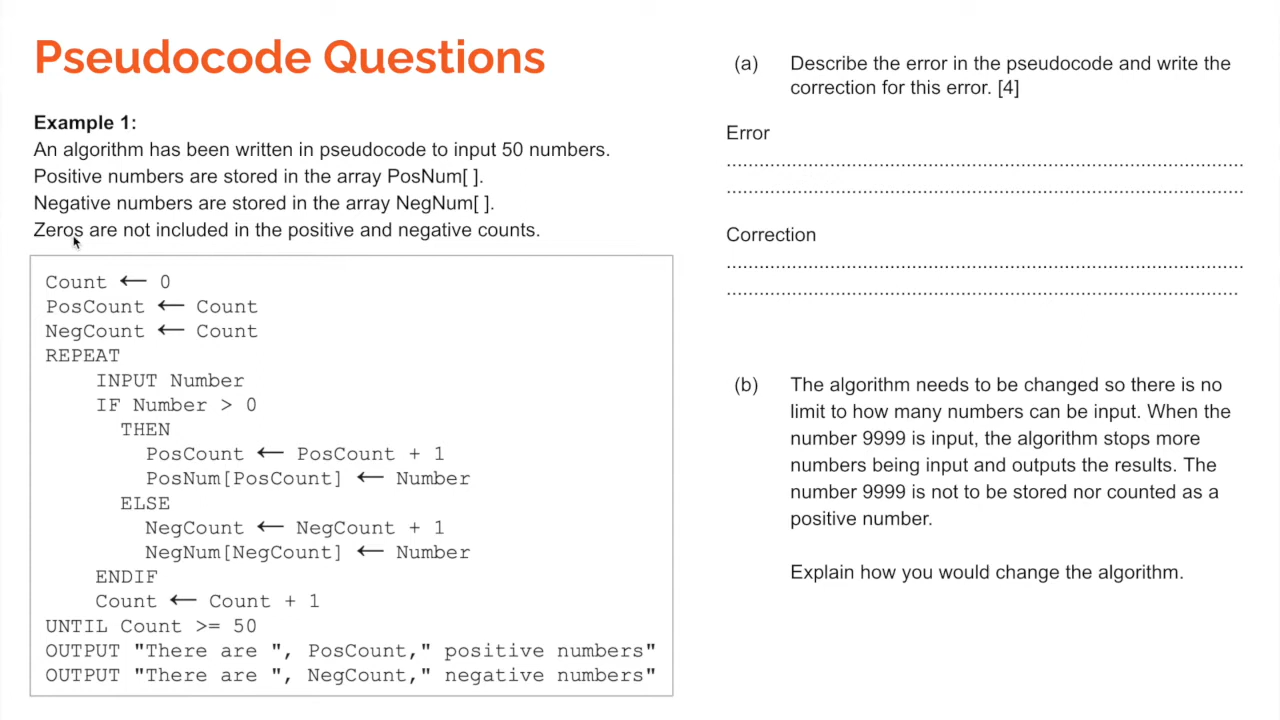 Pseudocode Questions
Example 1:
An algorithm has been written in pseudocode to input 50 numbers.
Positive numbers are stored in the array PosNum[ ].
Negative numbers are stored in the array NegNum[ ].
Zeros are not included in the positive and negative counts.
Count ← 0
PosCount ← Count
NegCount ← Count
REPEAT
INPUT Number
IF Number > 0
THEN
PosCount ← PosCount + 1
PosNum[PosCount] ← Number
ELSE
NegCount ← NegCount + 1
NegNum[NegCount] ← Number
ENDIF
Count ← Count + 1
UNTIL Count >= 50
OUTPUT "There are ", PosCount," positive numbers"
OUTPUT "There are ", NegCount," negative numbers"
(a) Describe the error in the pseudocode and write the
correction for this error. [4]
Error
Correction
(b) The algorithm needs to be changed so there is no
limit to how many numbers can be input. When the
number 9999 is input, the algorithm stops more
numbers being input and outputs the results. The
number 9999 is not to be stored nor counted as a
positive number.
Explain how you would change the algorithm.